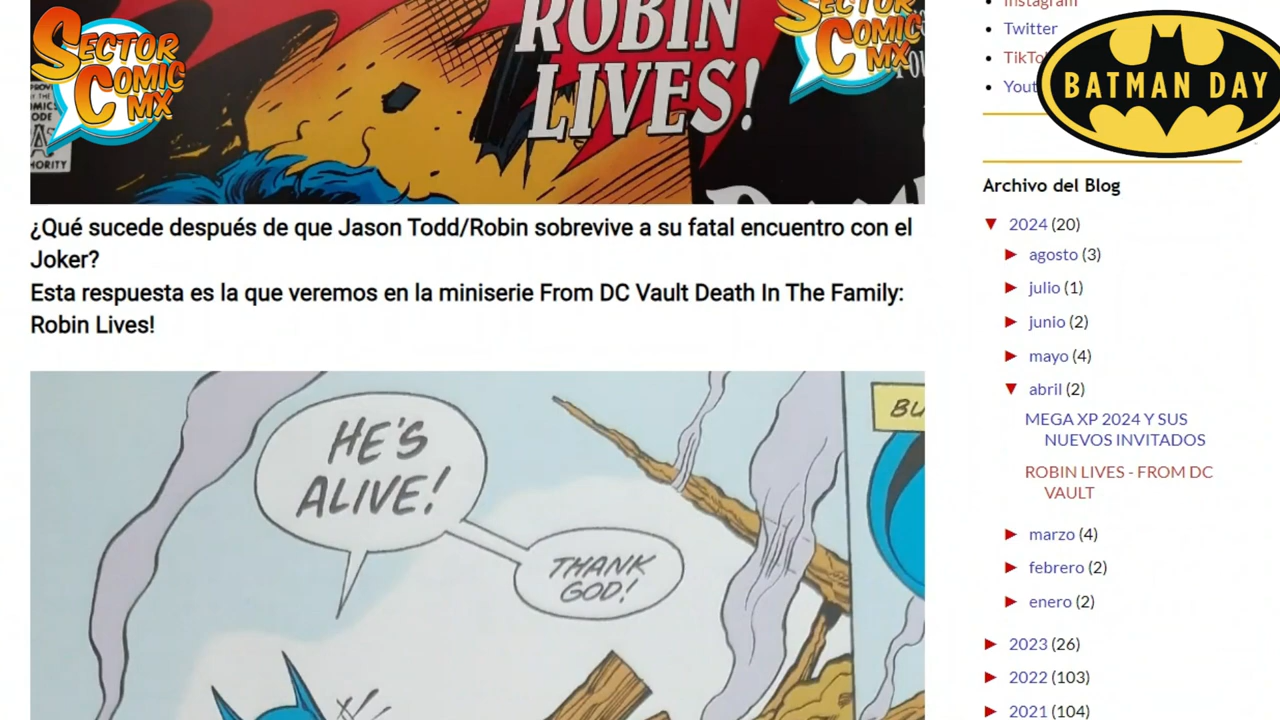 ROBIN
LIVES!
SECTOR
COMIC
MX
SECTOR
COMIC
MX
HORITY
¿Qué sucede después de que Jason Todd/Robin sobrevive a su fatal encuentro con el
Joker?
Esta respuesta es la que veremos en la miniserie From DC Vault Death In The Family:
Robin Lives!
HE'S
ALIVE!
THANK
GOD!
BU
Instagram
Twitter
TikTo
Yout
BATMAN DAY
Archivo del Blog
▼ 2024 (20)
► agosto (3)
► julio (1)
► junio (2)
► mayo (4)
▼ abril (2)
MEGA XP 2024 Y SUS
NUEVOS INVITADOS
ROBIN LIVES - FROM DC
VAULT
► marzo (4)
► febrero (2)
► enero (2)
► 2023 (26)
► 2022 (103)
► 2021 (104)